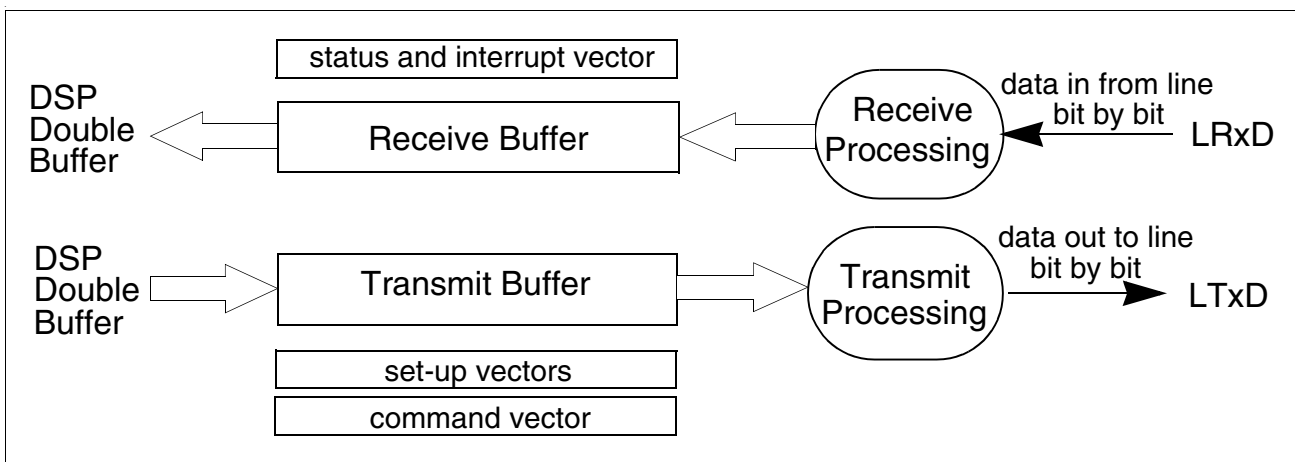 status and interrupt vector
DSP
Double
Buffer
Receive Buffer
Receive
Processing
data in from line
bit by bit
LRxD
DSP
Double
Buffer
Transmit Buffer
Transmit
Processing
data out to line
bit by bit
LTxD
set-up vectors
command vector